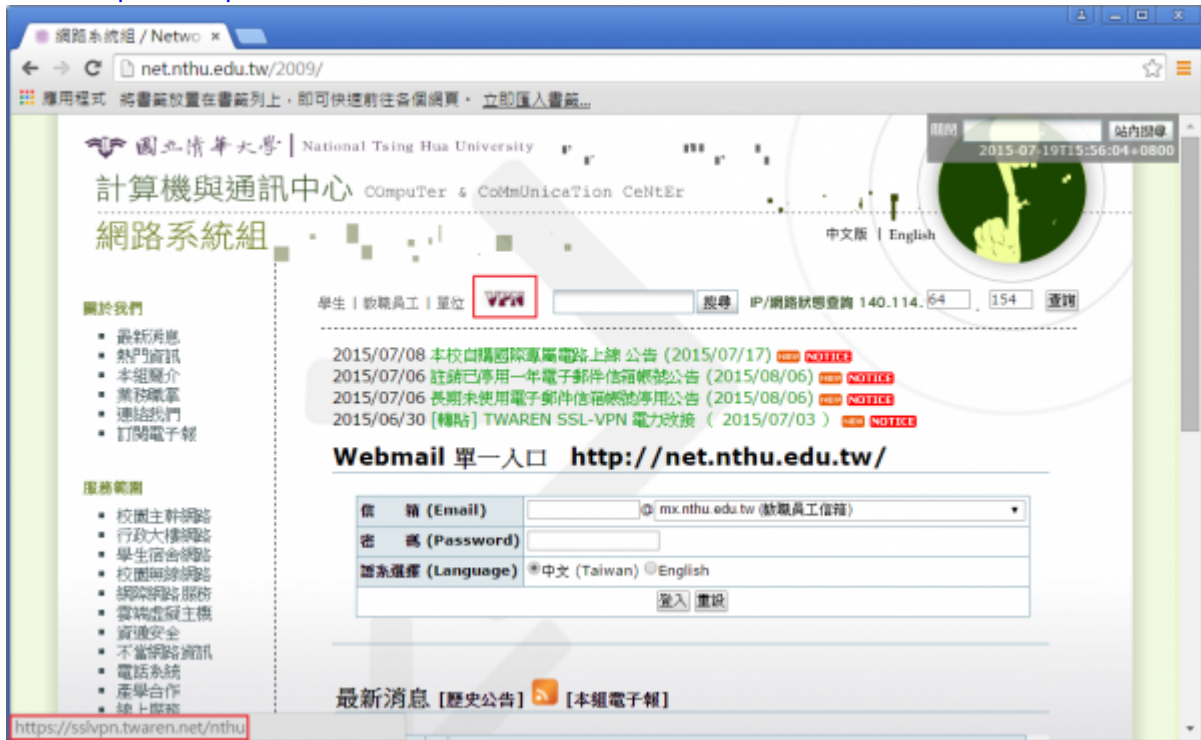 網路系統組 / Netwo
net.nthu.edu.tw/2009/
應用程式 將書籤放置在書籤列上，即可快速前往各個網頁。 立即匯入書籤...
國立清華大學 | National Tsing Hua University
關閉 站內搜尋
2015-07-19T15:56:04+0800
計算機與通訊中心 COmpuTer & CoMmUnicaTion CeNtEr
網路系統組
中文版 | English
學生 | 教職員工 | 單位 VPN 搜尋 IP/網路狀態查詢 140.114. 64 . 154 查詢
關於我們
最新消息
熱門資訊
本組簡介
業務職掌
連絡我們
訂閱電子報
2015/07/08 本校自購國際專屬電路上線 公告 (2015/07/17) NEW NOTICE
2015/07/06 註銷已停用一年電子郵件信箱帳號公告 (2015/08/06) NEW NOTICE
2015/07/06 長期未使用電子郵件信箱帳號停用公告 (2015/08/06) NEW NOTICE
2015/06/30 [轉貼] TWAREN SSL-VPN 電力改接 ( 2015/07/03 ) NEW NOTICE
Webmail 單一入口 http://net.nthu.edu.tw/
服務範圍
校園主幹網路
行政大樓網路
學生宿舍網路
校園無線網路
網際網路服務
雲端虛擬主機
資通安全
不當網路資訊
電話系統
產學合作
線上服務
信 箱 (Email) @ mx.nthu.edu.tw (教職員工信箱)
密 碼 (Password)
語系選擇 (Language) 中文 (Taiwan) English
登入 重設
最新消息 [歷史公告] [本組電子報]
https://sslvpn.twaren.net/nthu